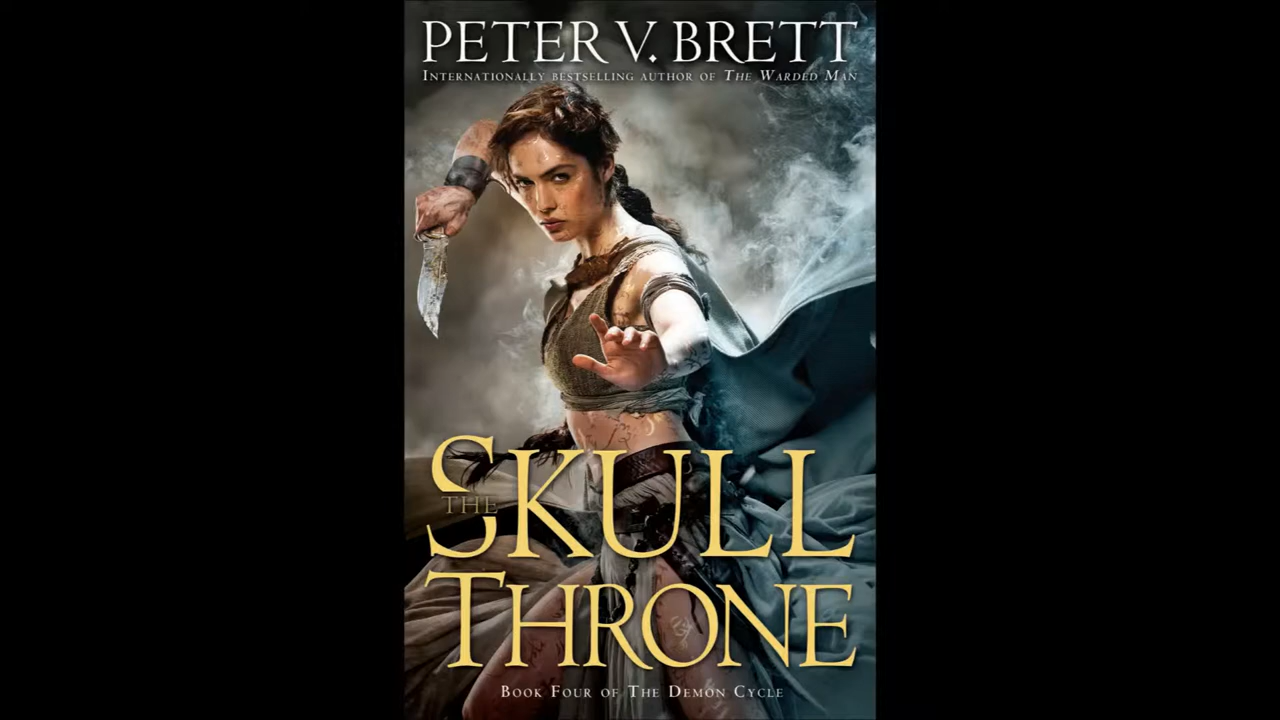 PETER V. BRETT
INTERNATIONALLY BESTSELLING AUTHOR OF THE WARDED MAN
THE
SKULL
THRONE
BOOK FOUR OF THE DEMON CYCLE